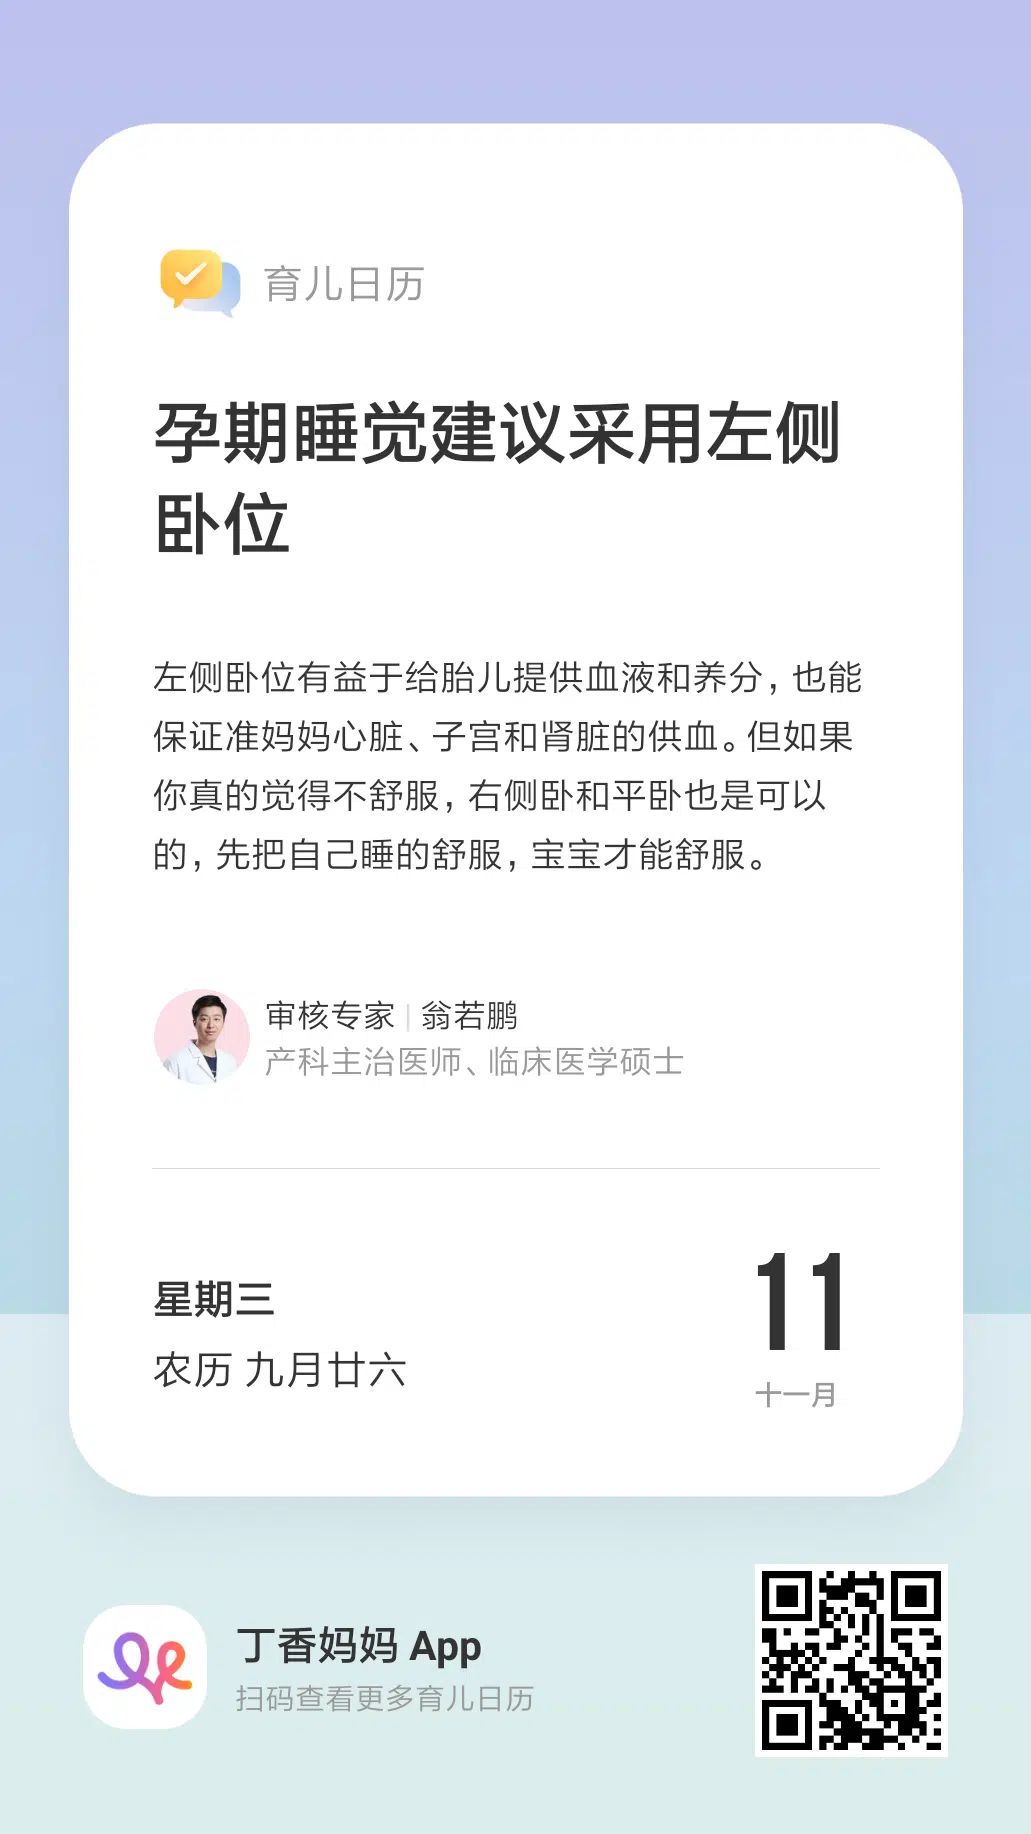 育儿日历
孕期睡觉建议采用左侧
卧位
左侧卧位有益于给胎儿提供血液和养分，也能
保证准妈妈心脏、子宫和肾脏的供血。但如果
你真的觉得不舒服，右侧卧和平卧也是可以
的，先把自己睡的舒服，宝宝才能舒服。
审核专家 | 翁若鹏
产科主治医师、临床医学硕士
星期三
农历 九月廿六
11
十一月
丁香妈妈 App
扫码查看更多育儿日历